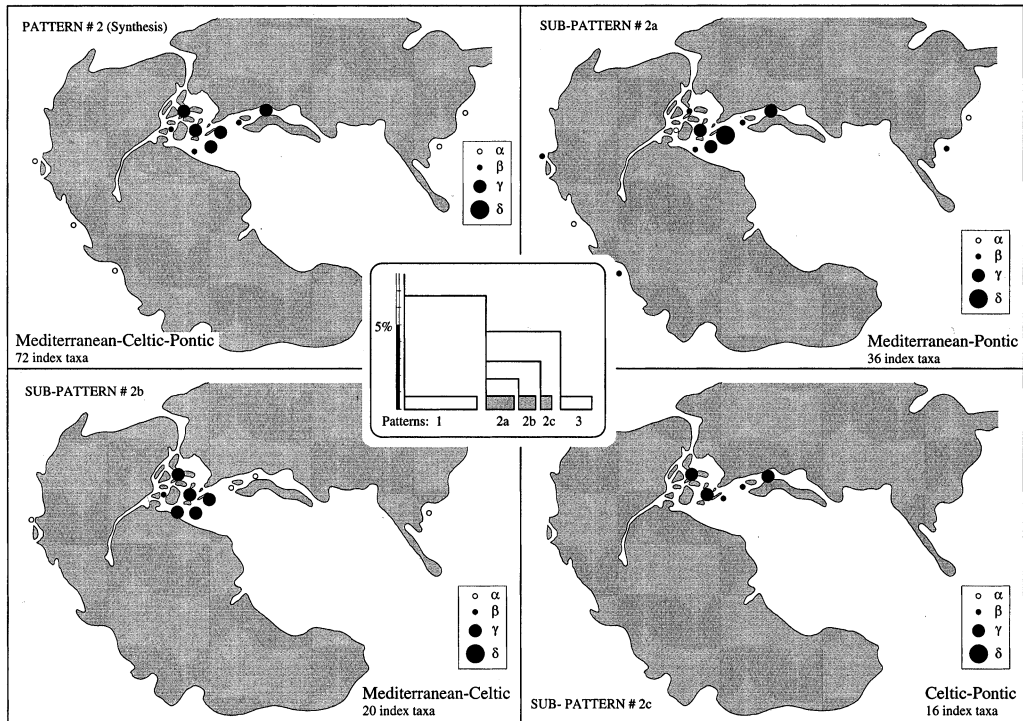 PATTERN # 2 (Synthesis)
α
β
γ
δ
Mediterranean-Celtic-Pontic
72 index taxa
SUB-PATTERN # 2a
α
β
γ
δ
Mediterranean-Pontic
36 index taxa
5%
Patterns: 1 2a 2b 2c 3
SUB-PATTERN # 2b
α
β
γ
δ
Mediterranean-Celtic
20 index taxa
α
β
γ
δ
SUB- PATTERN # 2c
Celtic-Pontic
16 index taxa